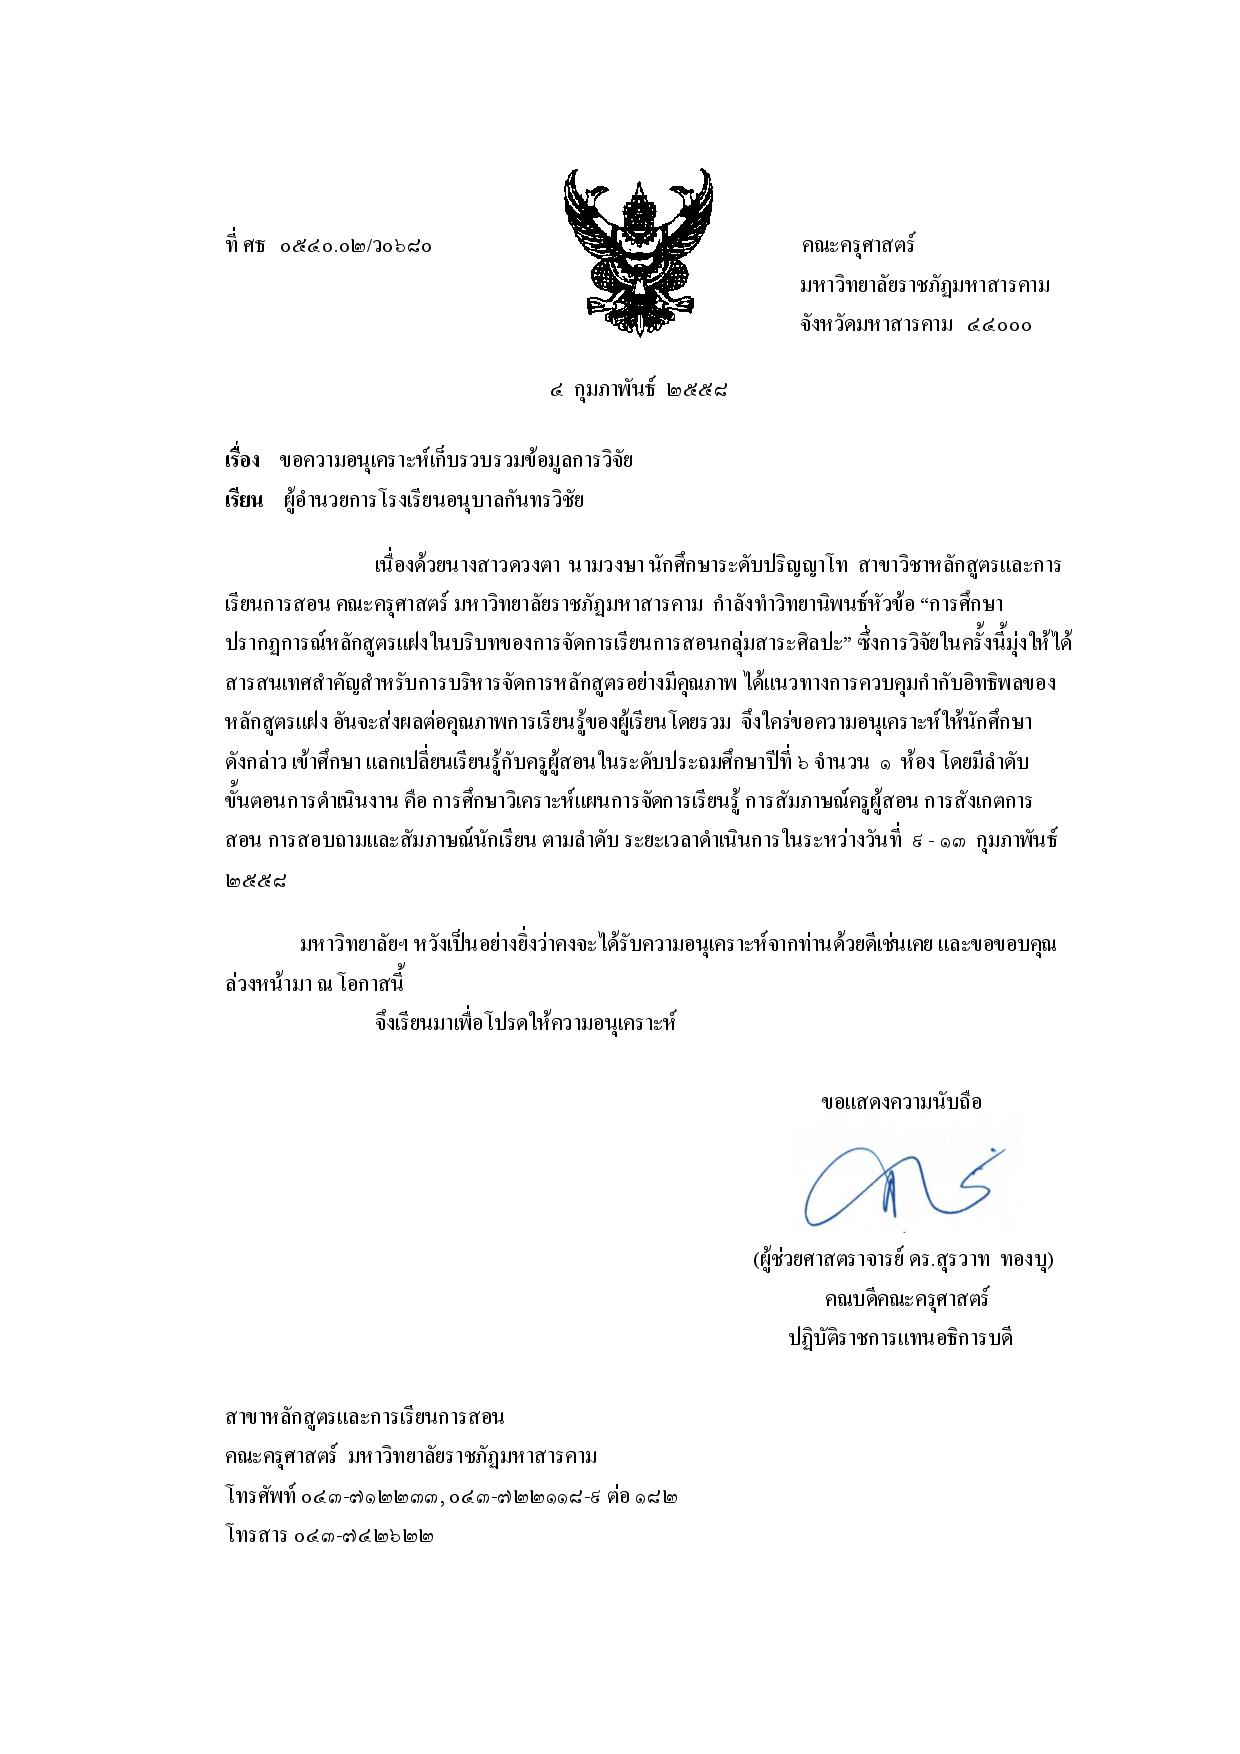 ที่ ศธ ๐๕๔๐.๐๒/ว๐๖๘๐
คณะครุศาสตร์
มหาวิทยาลัยราชภัฏมหาสารคาม
จังหวัดมหาสารคาม ๔๔๐๐๐
๔ กุมภาพันธ์ ๒๕๕๘
เรื่อง ขอความอนุเคราะห์เก็บรวบรวมข้อมูลการวิจัย
เรียน ผู้อำนวยการโรงเรียนอนุบาลกันทรวิชัย
เนื่องด้วยนางสาวดวงตา นามวงษา นักศึกษาระดับปริญญาโท สาขาวิชาหลักสูตรและการ
เรียนการสอน คณะครุศาสตร์ มหาวิทยาลัยราชภัฏมหาสารคาม กำลังทำวิทยานิพนธ์หัวข้อ “การศึกษา
ปรากฏการณ์หลักสูตรแฝงในบริบทของการจัดการเรียนการสอนกลุ่มสาระศิลปะ” ซึ่งการวิจัยในครั้งนี้มุ่งให้ได้
สารสนเทศสำคัญสำหรับการบริหารจัดการหลักสูตรอย่างมีคุณภาพ ได้แนวทางการควบคุมกำกับอิทธิพลของ
หลักสูตรแฝง อันจะส่งผลต่อคุณภาพการเรียนรู้ของผู้เรียนโดยรวม จึงใคร่ขอความอนุเคราะห์ให้นักศึกษา
ดังกล่าว เข้าศึกษา แลกเปลี่ยนเรียนรู้กับครูผู้สอนในระดับประถมศึกษาปีที่ ๖ จำนวน ๑ ห้อง โดยมีลำดับ
ขั้นตอนการดำเนินงาน คือ การศึกษาวิเคราะห์แผนการจัดการเรียนรู้ การสัมภาษณ์ครูผู้สอน การสังเกตการ
สอน การสอบถามและสัมภาษณ์นักเรียน ตามลำดับ ระยะเวลาดำเนินการในระหว่างวันที่ ๙ - ๑๓ กุมภาพันธ์
๒๕๕๘
มหาวิทยาลัยฯ หวังเป็นอย่างยิ่งว่าคงจะได้รับความอนุเคราะห์จากท่านด้วยดีเช่นเคย และขอขอบคุณ
ล่วงหน้ามา ณ โอกาสนี้
จึงเรียนมาเพื่อโปรดให้ความอนุเคราะห์
ขอแสดงความนับถือ
(ผู้ช่วยศาสตราจารย์ ดร.สุรวาท ทองบุ)
คณบดีคณะครุศาสตร์
ปฏิบัติราชการแทนอธิการบดี
สาขาหลักสูตรและการเรียนการสอน
คณะครุศาสตร์ มหาวิทยาลัยราชภัฏมหาสารคาม
โทรศัพท์ ๐๔๓-๗๑๒๒๓๓, ๐๔๓-๗๒๒๑๑๘-๙ ต่อ ๑๘๒
โทรสาร ๐๔๓-๗๔๒๖๒๒